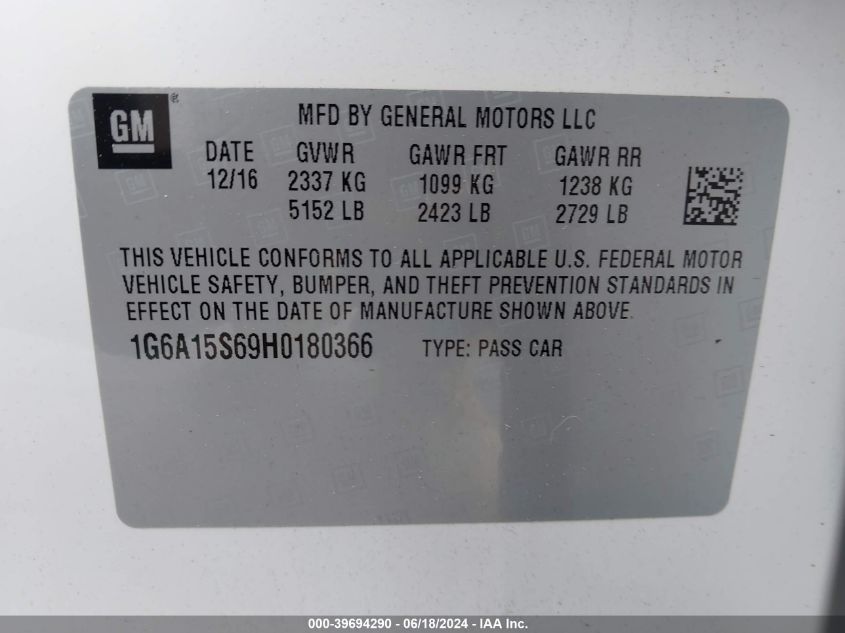 GM®
MFD BY GENERAL MOTORS LLC
DATE GVWR GAWR FRT GAWR RR
12/16 2337 KG 1099 KG 1238 KG
5152 LB 2423 LB 2729 LB
THIS VEHICLE CONFORMS TO ALL APPLICABLE U.S. FEDERAL MOTOR
VEHICLE SAFETY, BUMPER, AND THEFT PREVENTION STANDARDS IN
EFFECT ON THE DATE OF MANUFACTURE SHOWN ABOVE.
1G6A15S69H0180366 TYPE: PASS CAR
000-39694290 - 06/18/2024 - IAA Inc.